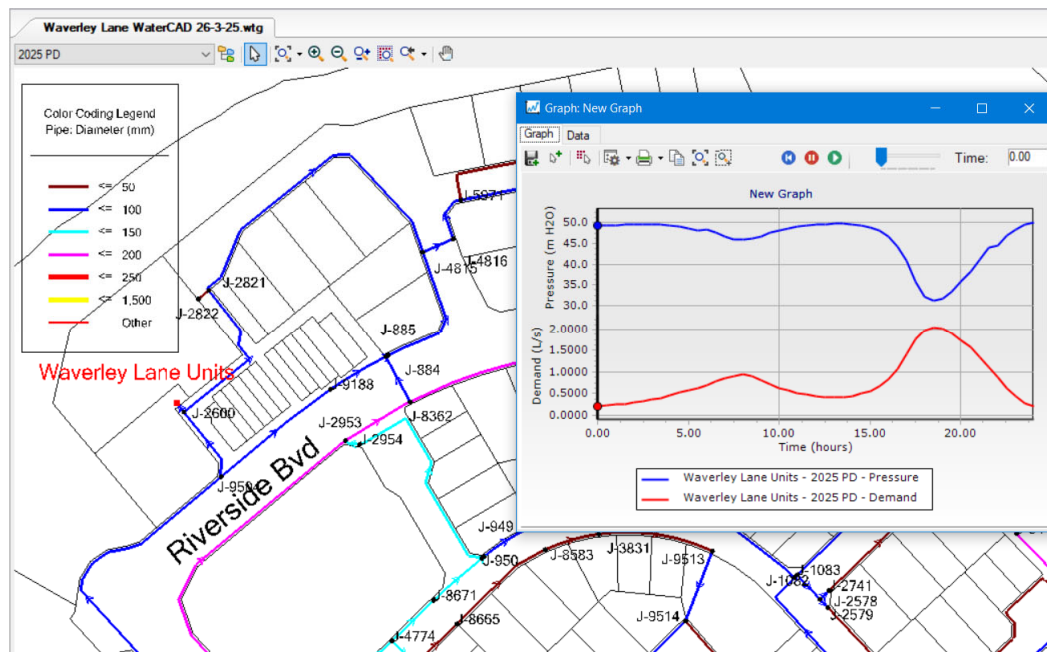 Waverley Lane WaterCAD 26-3-25.wtg
2025 PD
Color Coding Legend
Pipe: Diameter (mm)
<= 50
<= 100
<= 150
<= 200
<= 250
<= 1,500
Other
Graph: New Graph
Graph Data
Time: 0.00
New Graph
Pressure (m H2O)
50.0
45.0
40.0
35.0
30.0
Demand (L/s)
2.0000
1.5000
1.0000
0.5000
0.0000
0.00 5.00 10.00 15.00 20.00
Time (hours)
Waverley Lane Units - 2025 PD - Pressure
Waverley Lane Units - 2025 PD - Demand
J-4816
J-4815
J-2821
J-2822
J-885
Waverley Lane Units
J-884
J-9188
J-2600
J-8362
J-2953
J-2954
Riverside Bvd
J-949
J-950
J-8583
J-3831
J-9513
J-1083
J-1082
J-2741
J-2578
J-2579
J-8671
J-8665
J-9514
J-4774